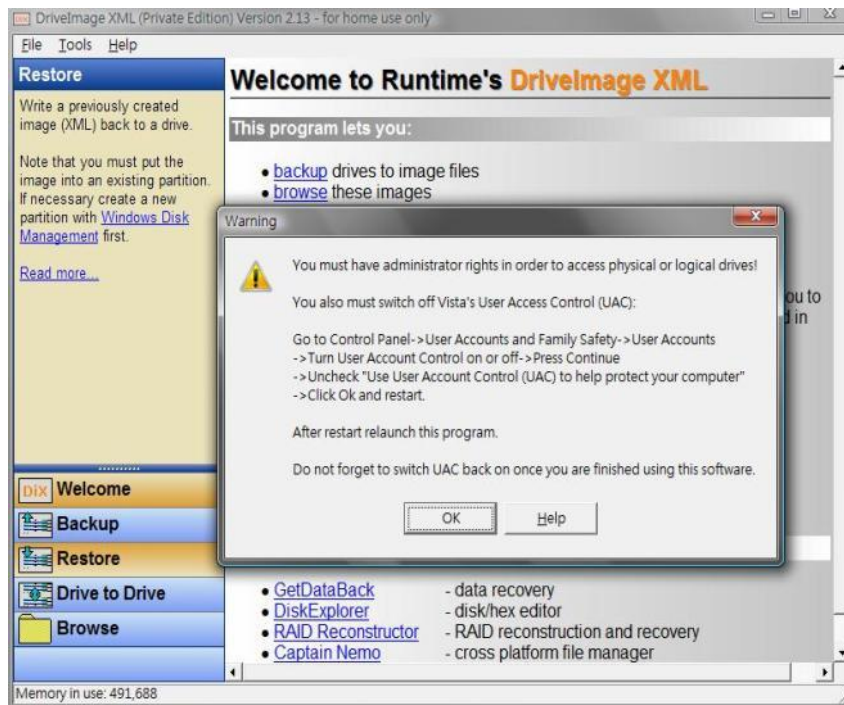 DriveImage XML (Private Edition) Version 2.13 - for home use only
File Tools Help
Restore
Write a previously created
image (XML) back to a drive.
Note that you must put the
image into an existing partition.
If necessary create a new
partition with Windows Disk
Management first.
Read more...
DiX Welcome
Backup
Restore
Drive to Drive
Browse
Memory in use: 491,688
Welcome to Runtime's DriveImage XML
This program lets you:
• backup drives to image files
• browse these images
ou to
d in
Warning
You must have administrator rights in order to access physical or logical drives!
You also must switch off Vista's User Access Control (UAC):
Go to Control Panel->User Accounts and Family Safety->User Accounts
->Turn User Account Control on or off->Press Continue
->Uncheck "Use User Account Control (UAC) to help protect your computer"
->Click Ok and restart.
After restart relaunch this program.
Do not forget to switch UAC back on once you are finished using this software.
OK Help
• GetDataBack - data recovery
• DiskExplorer - disk/hex editor
• RAID Reconstructor - RAID reconstruction and recovery
• Captain Nemo - cross platform file manager